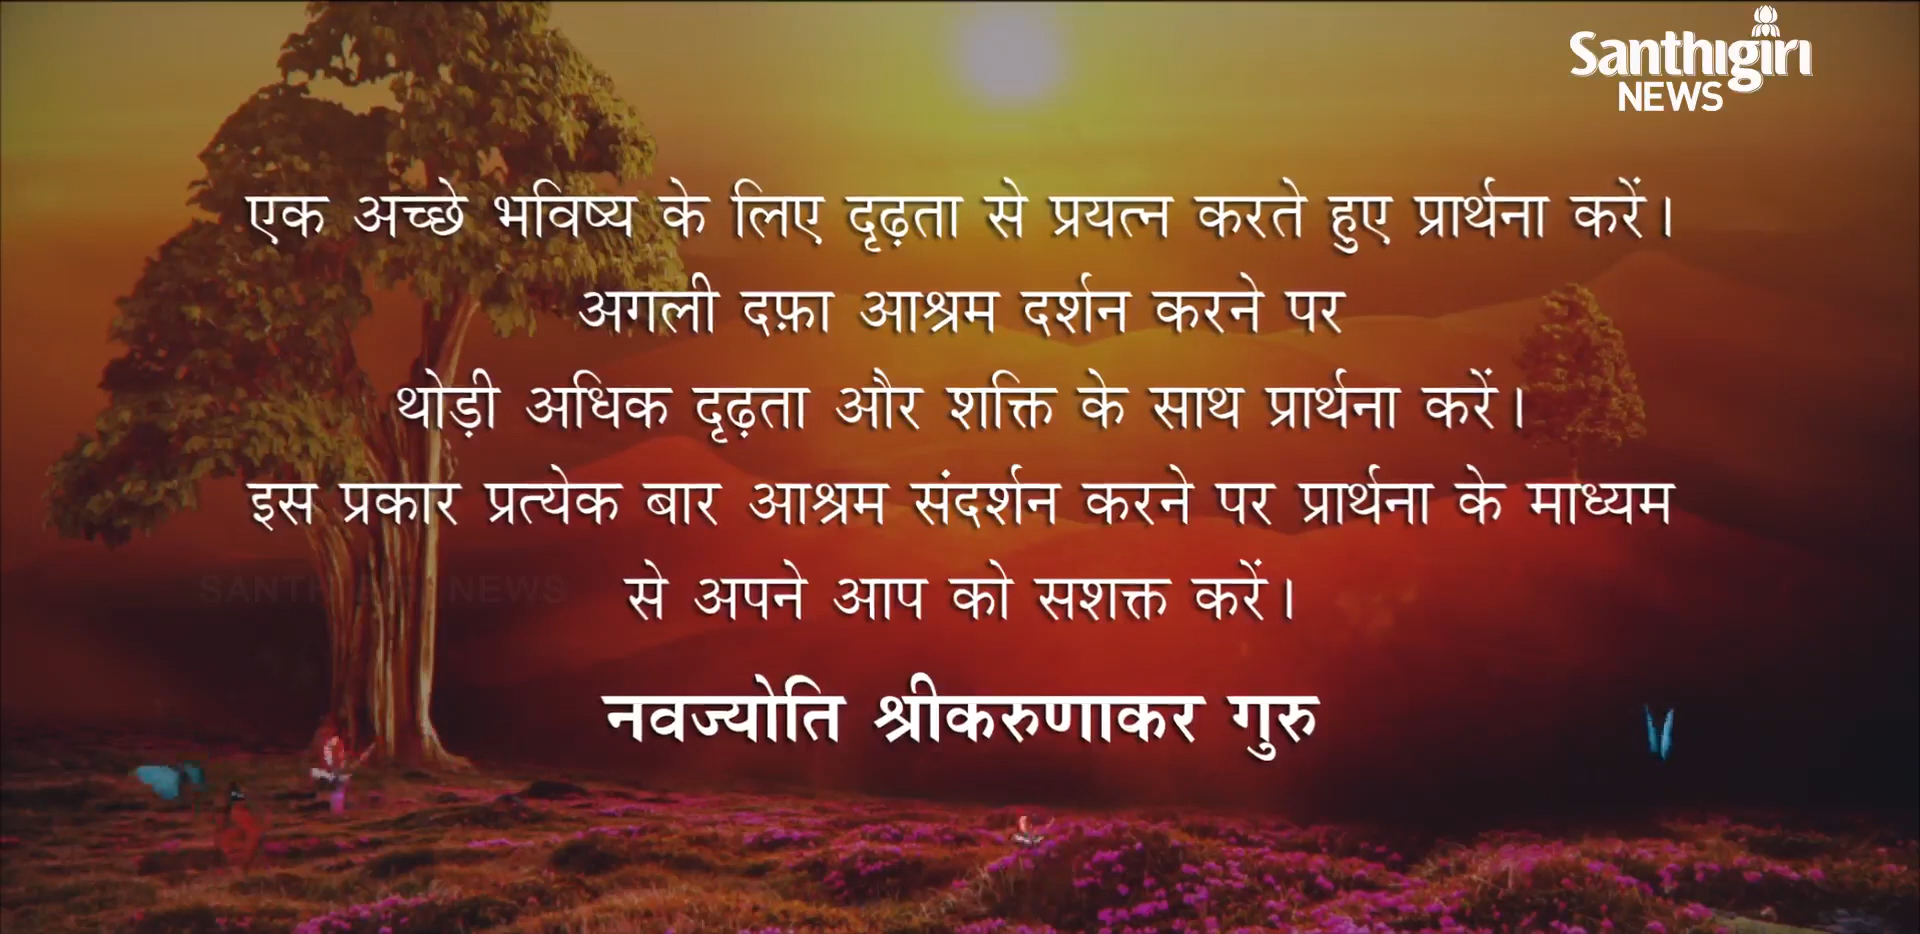 Santhigiri
NEWS
एक अच्छे भविष्य के लिए दृढ़ता से प्रयत्न करते हुए प्रार्थना करें।
अगली दफ़ा आश्रम दर्शन करने पर
थोड़ी अधिक दृढ़ता और शक्ति के साथ प्रार्थना करें।
इस प्रकार प्रत्येक बार आश्रम संदर्शन करने पर प्रार्थना के माध्यम
से अपने आप को सशक्त करें।
SANTHIGIRI NEWS
नवज्योति श्रीकरुणाकर गुरु